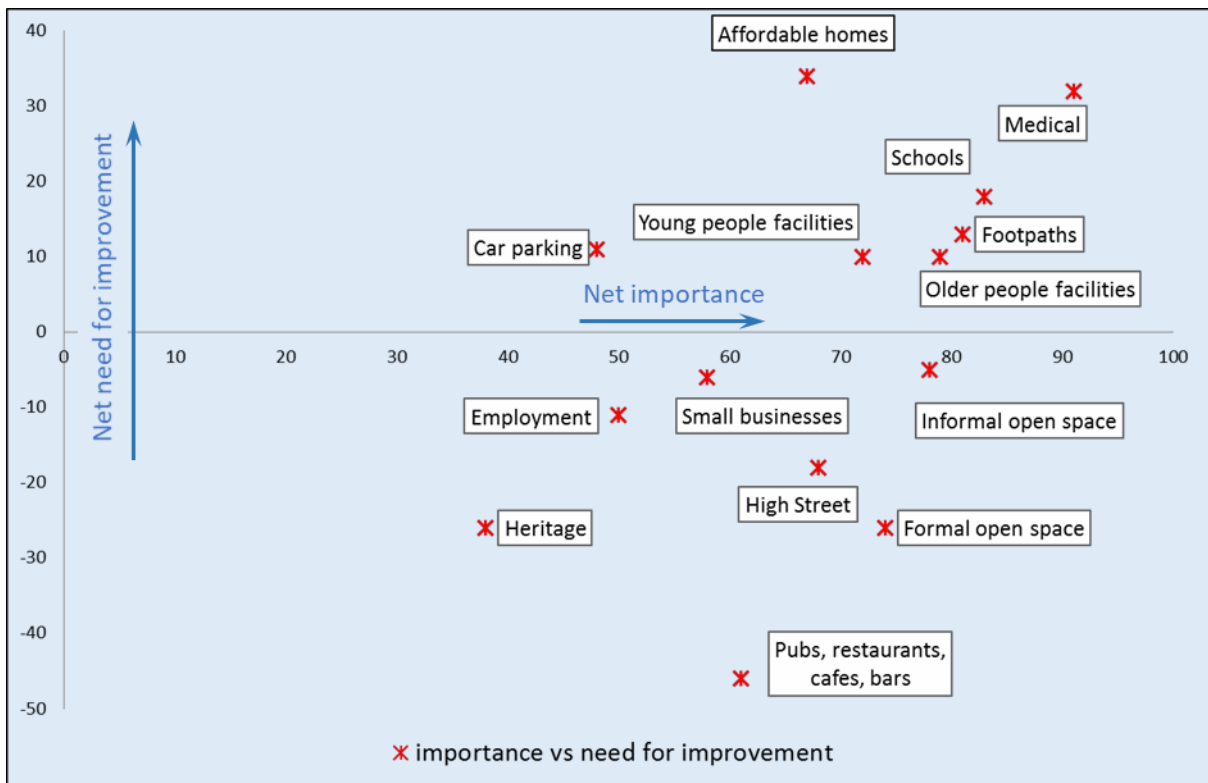 40
Affordable homes
30
Medical
Schools
20
Young people facilities
Car parking
Footpaths
10
Older people facilities
Net importance
Net need for improvement
0
0 10 20 30 40 50 60 70 80 90 100
-10
Employment
Small businesses
Informal open space
-20
High Street
Heritage
Formal open space
-30
-40
Pubs, restaurants,
cafes, bars
-50
importance vs need for improvement